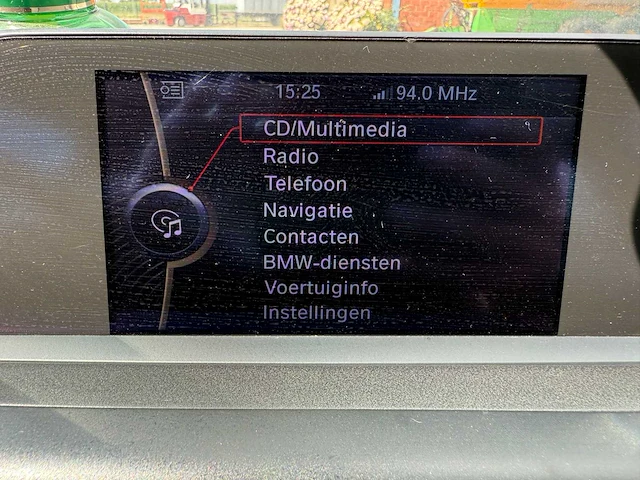 15:25 94.0 MHz
CD/Multimedia
Radio
Telefoon
Navigatie
Contacten
BMW-diensten
Voertuiginfo
Instellingen